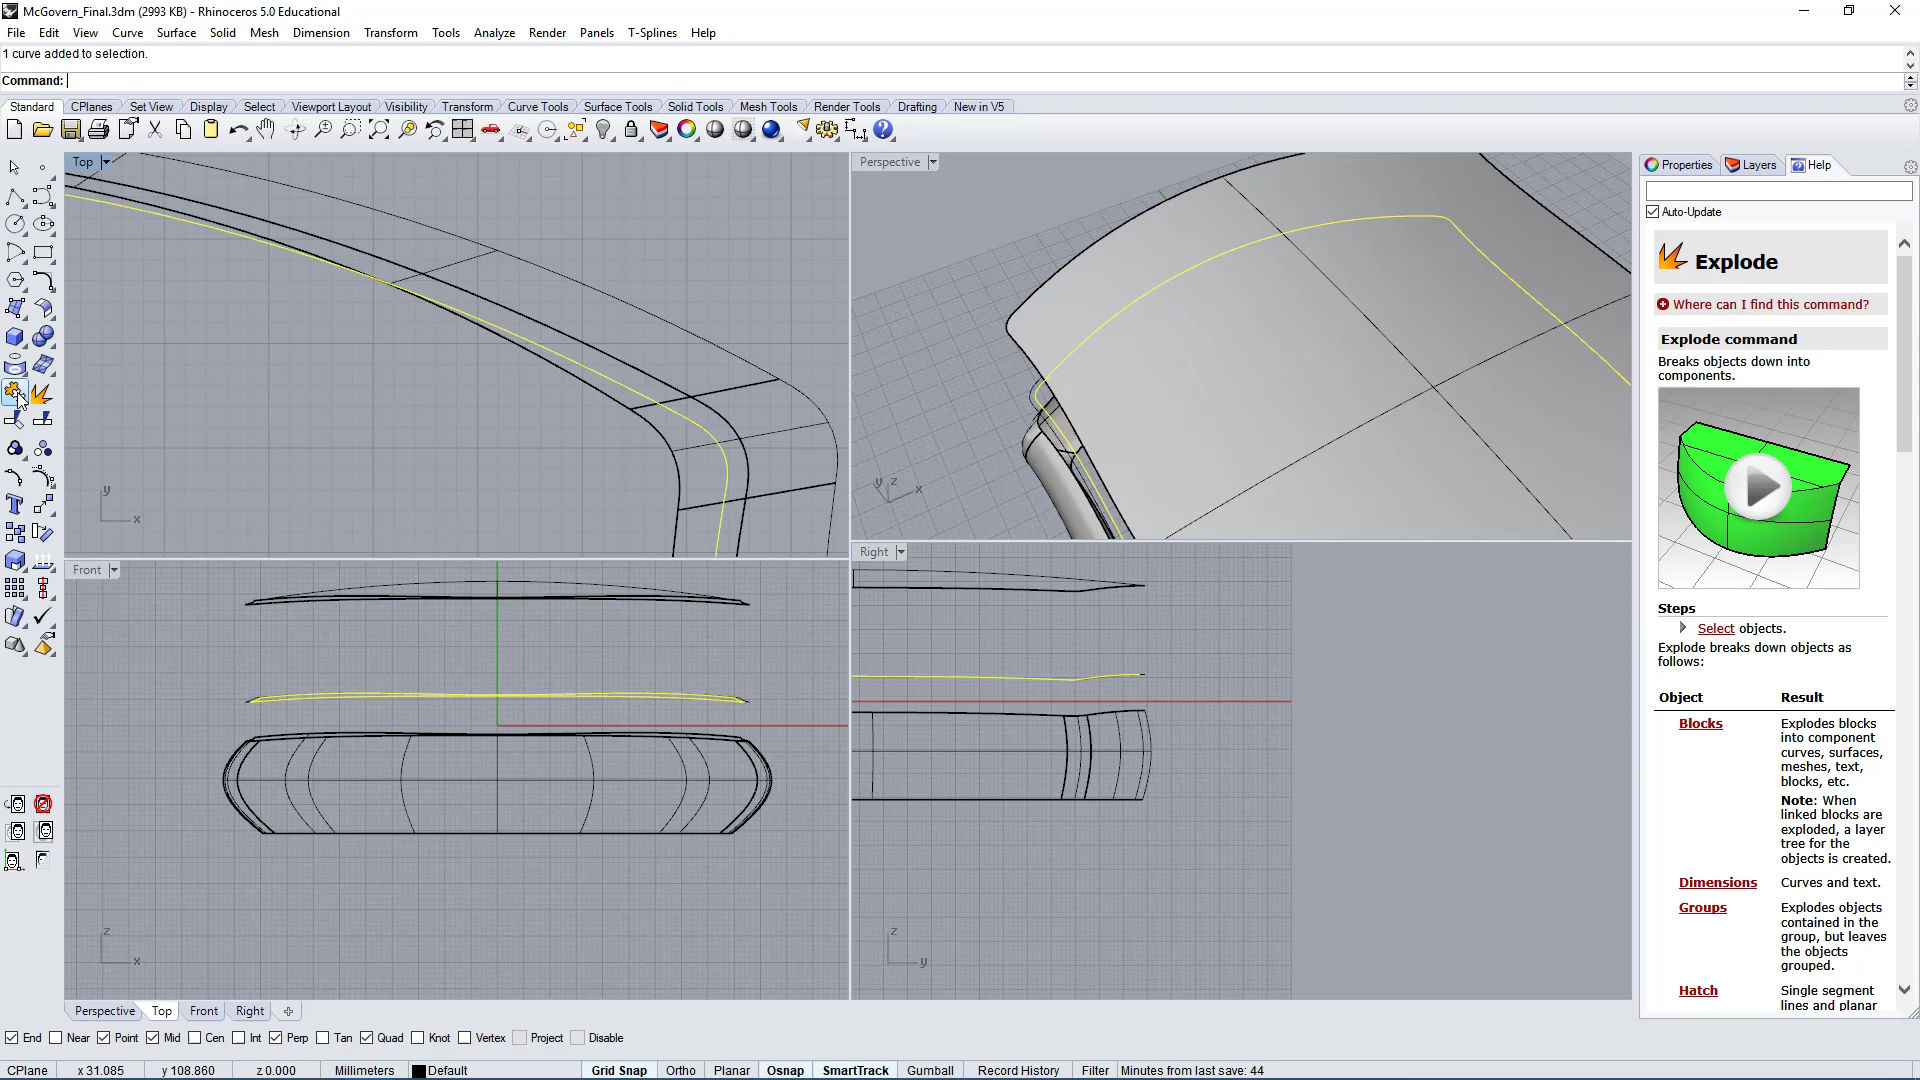 McGovern_Final.3dm (2993 KB) - Rhinoceros 5.0 Educational
File Edit View Curve Surface Solid Mesh Dimension Transform Tools Analyze Render Panels T-Splines Help
1 curve added to selection.
Command:
Standard CPlanes Set View Display Select Viewport Layout Visibility Transform Curve Tools Surface Tools Solid Tools Mesh Tools Render Tools Drafting New in V5
Top
Perspective
Properties Layers Help
Auto-Update
Explode
Where can I find this command?
Explode command
Breaks objects down into
components.
y
x
y z x
Front
Right
Steps
Select objects.
Explode breaks down objects as
follows:
Object Result
Blocks Explodes blocks
into component
curves, surfaces,
meshes, text,
blocks, etc.
Note: When
linked blocks are
exploded, a layer
tree for the
objects is created.
Dimensions Curves and text.
Groups Explodes objects
contained in the
group, but leaves
the objects
grouped.
Hatch Single segment
lines and planar
z
x
z
y
Perspective Top Front Right
End Near Point Mid Cen Int Perp Tan Quad Knot Vertex Project Disable
CPlane x 31.085 y 108.860 z 0.000 Millimeters Default Grid Snap Ortho Planar Osnap SmartTrack Gumball Record History Filter Minutes from last save: 44